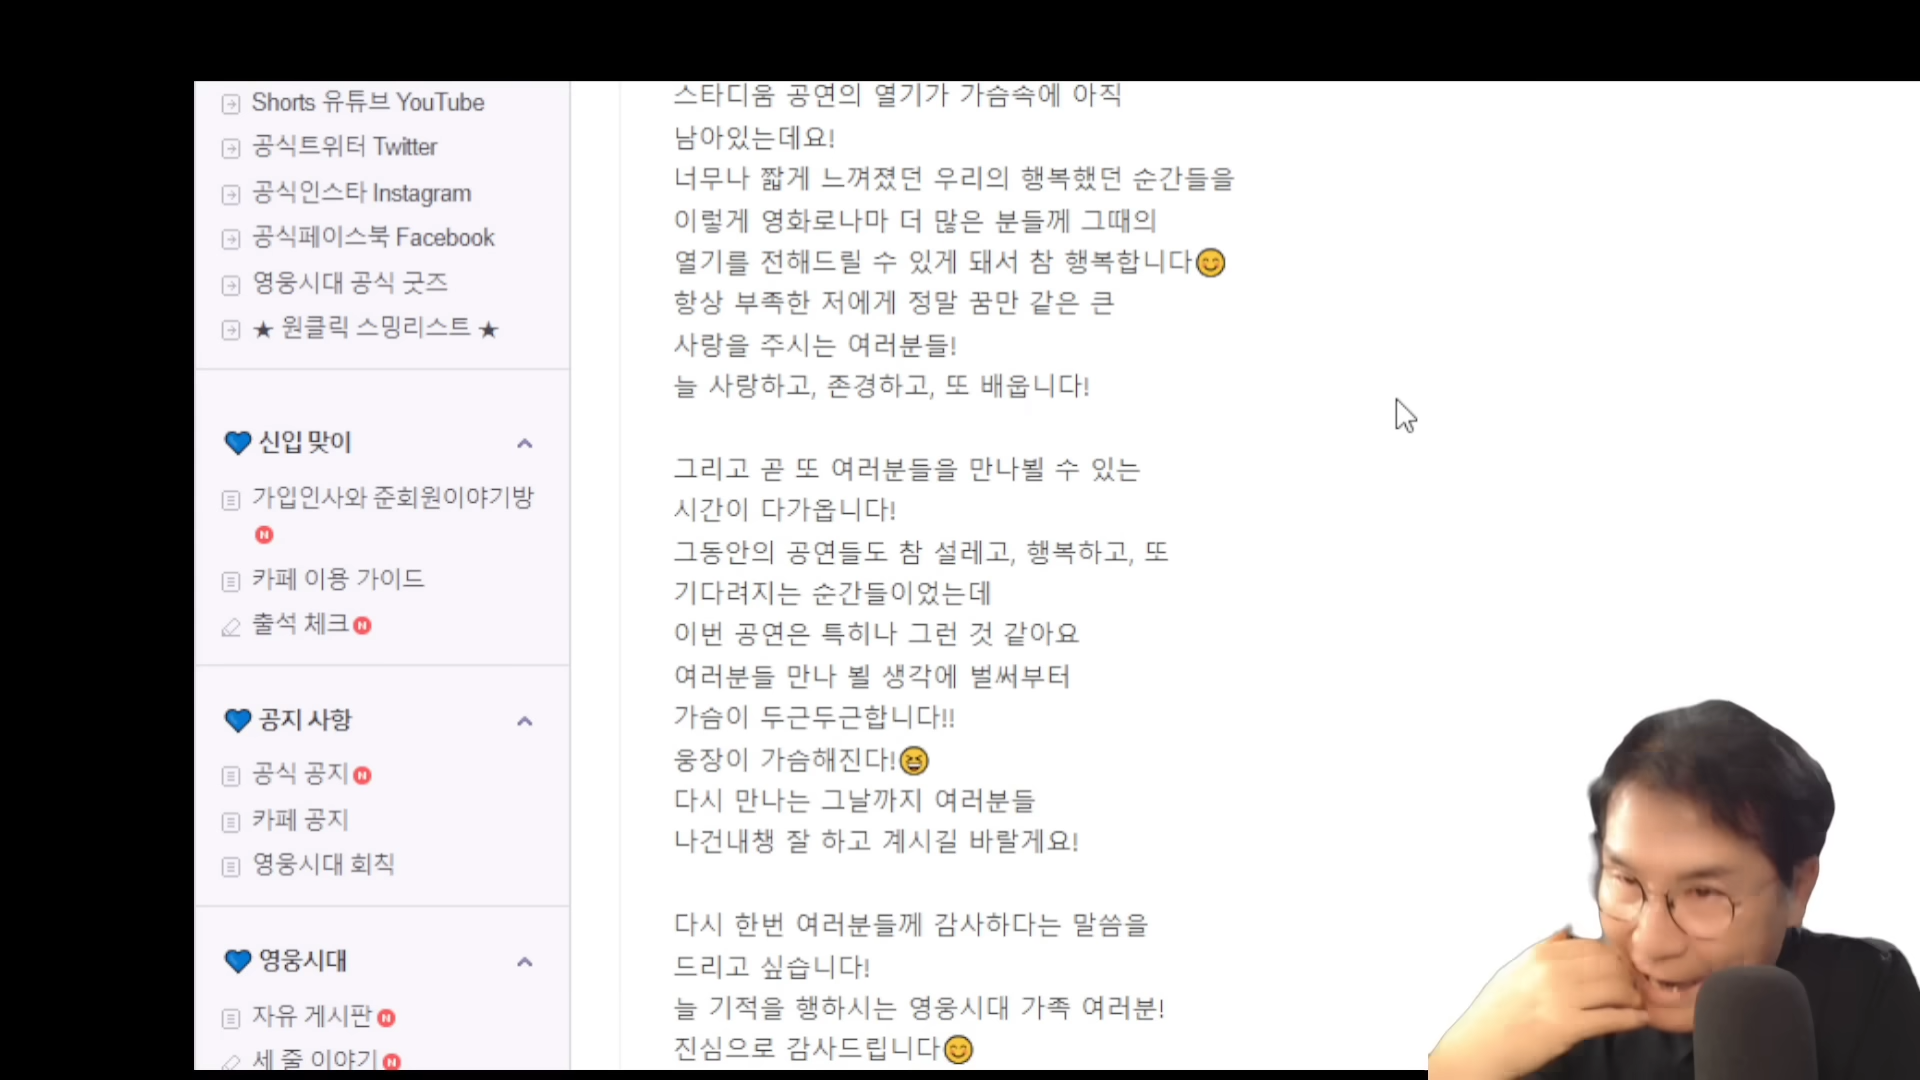 Shorts 유튜브 YouTube
공식트위터 Twitter
공식인스타 Instagram
공식페이스북 Facebook
영웅시대 공식 굿즈
★ 원클릭 스밍리스트 ★
신입 맞이
가입인사와 준회원이야기방
N
카페 이용 가이드
출석 체크 N
공지 사항
공식 공지 N
카페 공지
영웅시대 회칙
영웅시대
자유 게시판 N
세 줄 이야기 N
스타디움 공연의 열기가 가슴속에 아직
남아있는데요!
너무나 짧게 느껴졌던 우리의 행복했던 순간들을
이렇게 영화로나마 더 많은 분들께 그때의
열기를 전해드릴 수 있게 돼서 참 행복합니다😊
항상 부족한 저에게 정말 꿈만 같은 큰
사랑을 주시는 여러분들!
늘 사랑하고, 존경하고, 또 배웁니다!
그리고 곧 또 여러분들을 만나뵐 수 있는
시간이 다가옵니다!
그동안의 공연들도 참 설레고, 행복하고, 또
기다려지는 순간들이었는데
이번 공연은 특히나 그런 것 같아요
여러분들 만나 뵐 생각에 벌써부터
가슴이 두근두근합니다!!
웅장이 가슴해진다!😆
다시 만나는 그날까지 여러분들
나건내챙 잘 하고 계시길 바랄게요!
다시 한번 여러분들께 감사하다는 말씀을
드리고 싶습니다!
늘 기적을 행하시는 영웅시대 가족 여러분!
진심으로 감사드립니다😊